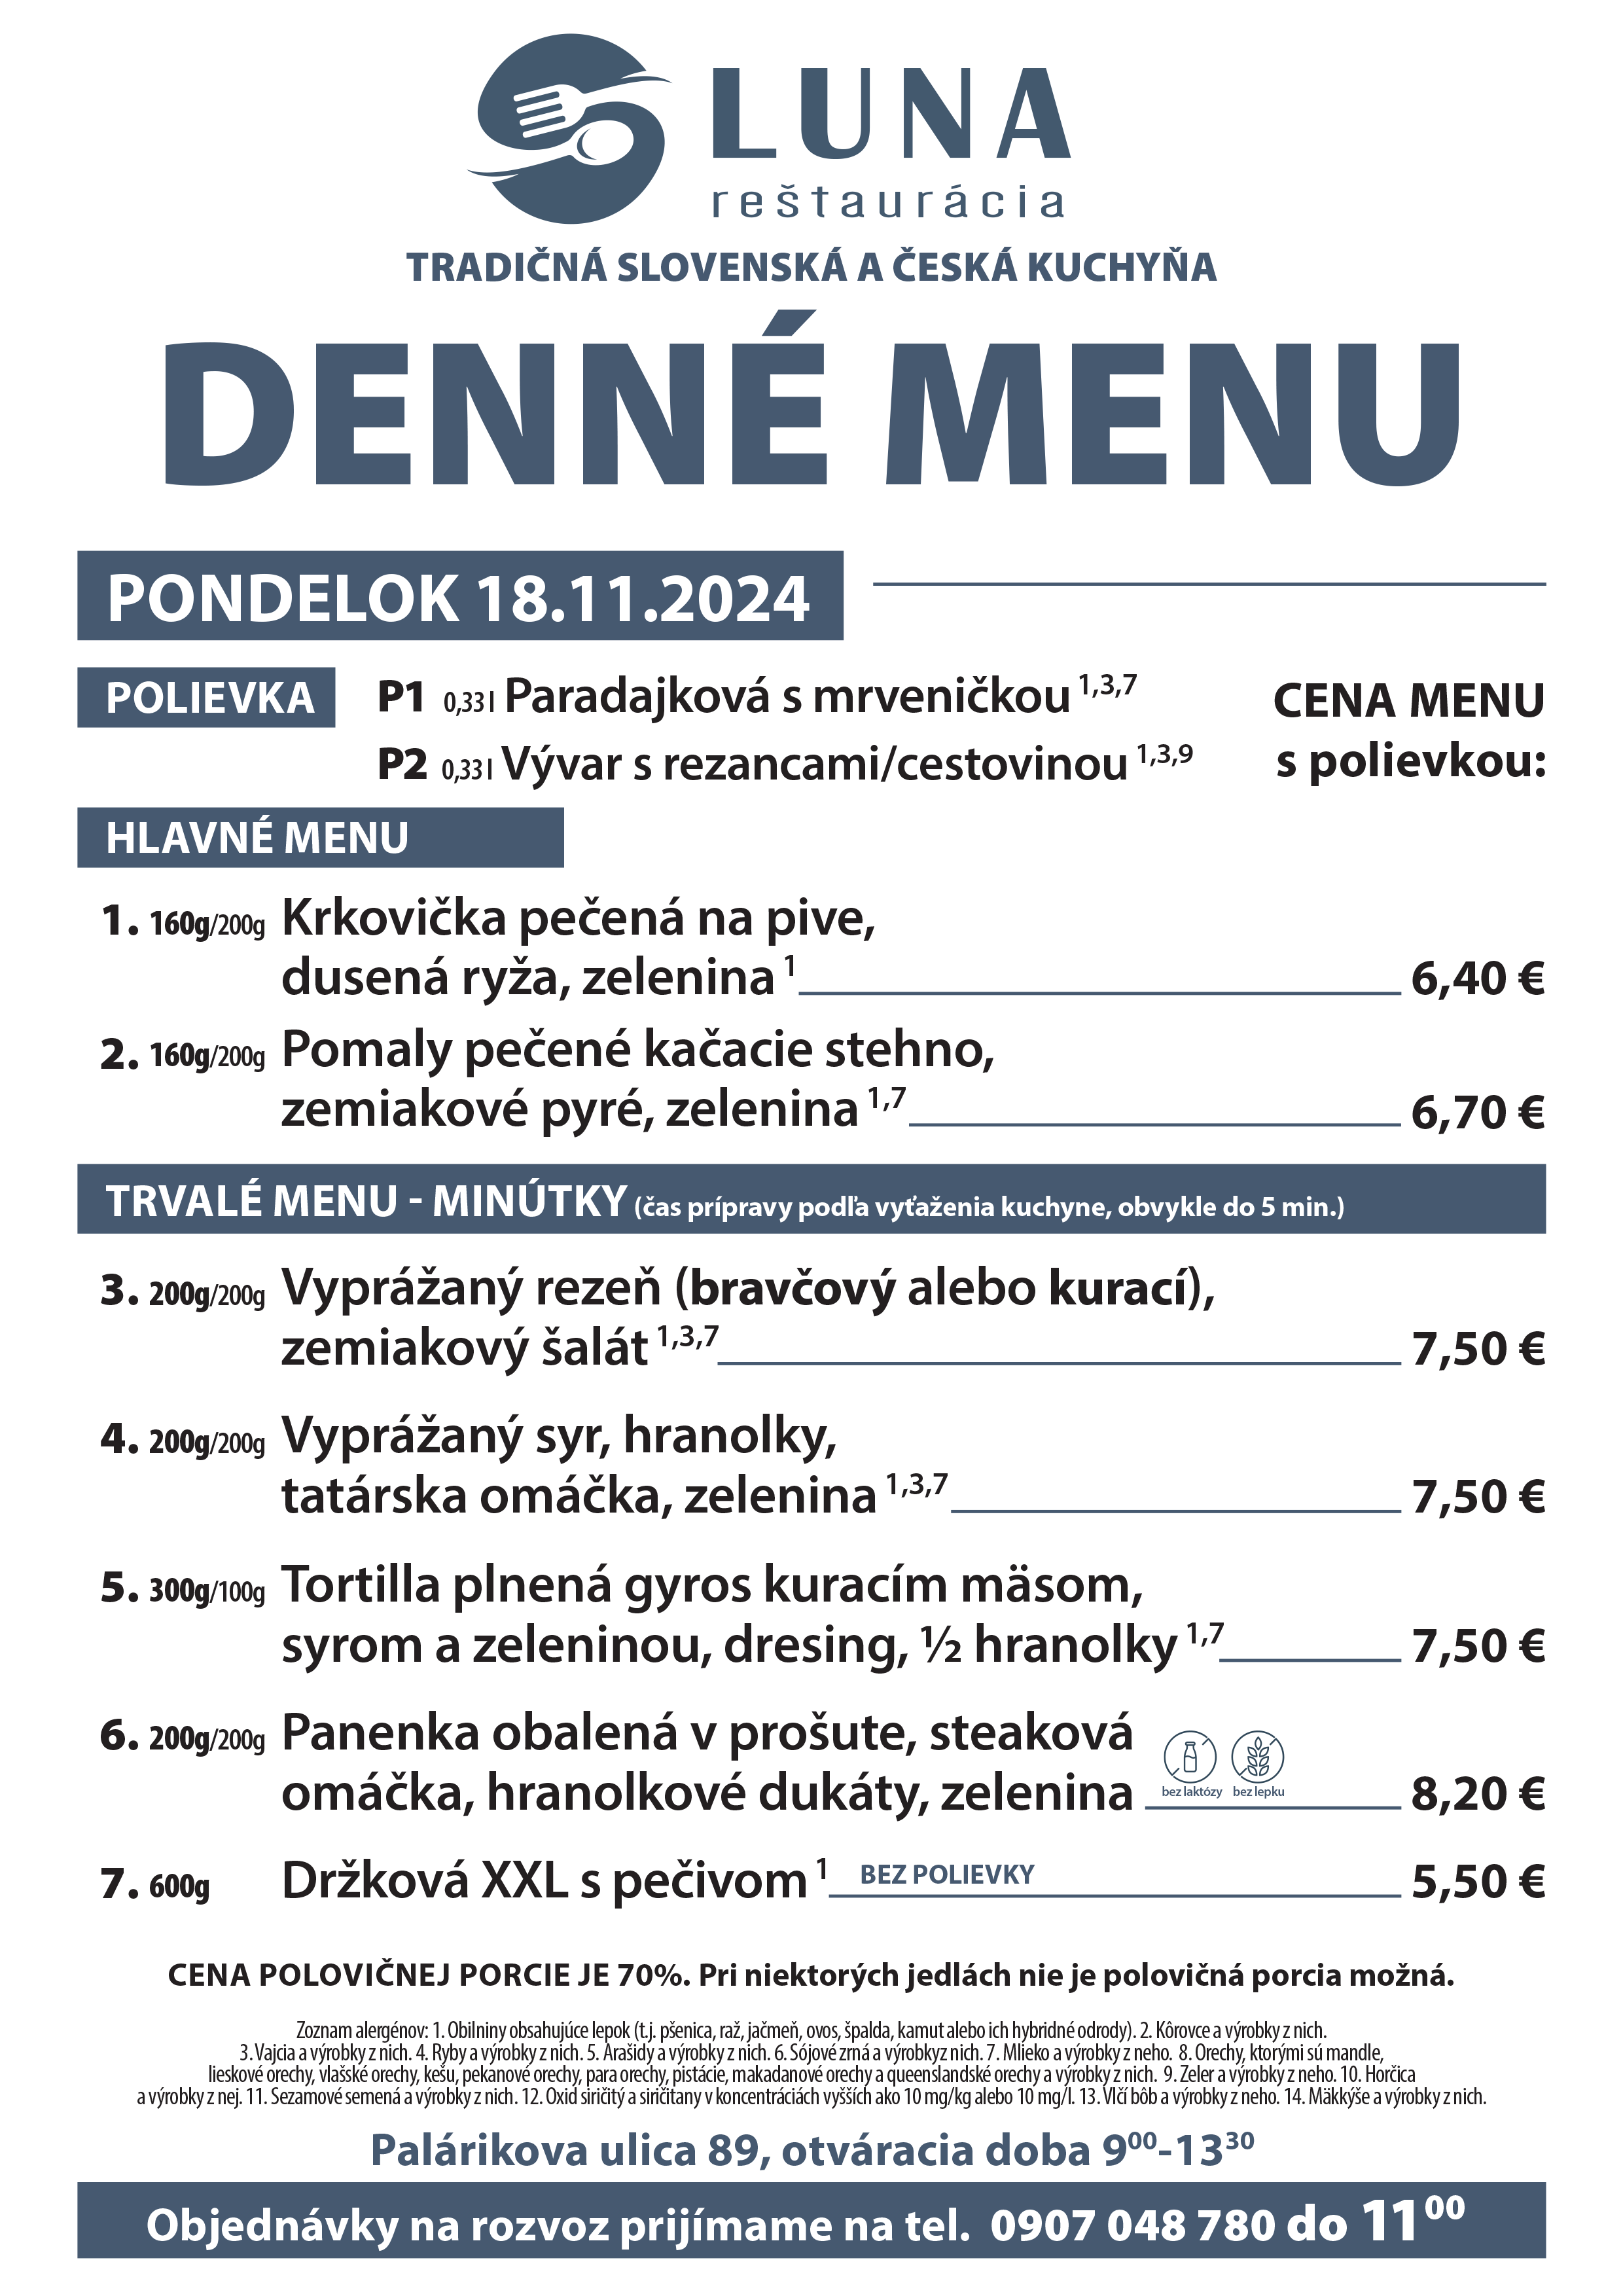 LUNA
reštaurácia
TRADIČNÁ SLOVENSKÁ A ČESKÁ KUCHYŇA
DENNÉ MENU
PONDELOK 18.11.2024
POLIEVKA
P1 0,33 l Paradajková s mrveničkou 1,3,7
P2 0,33 l Vývar s rezancami/cestovinou 1,3,9
CENA MENU
s polievkou:
HLAVNÉ MENU
1. 160g/200g Krkovička pečená na pive,
dusená ryža, zelenina 1 6,40 €
2. 160g/200g Pomaly pečené kačacie stehno,
zemiakové pyré, zelenina 1,7 6,70 €
TRVALÉ MENU - MINÚTKY (čas prípravy podľa vyťaženia kuchyne, obvykle do 5 min.)
3. 200g/200g Vyprážaný rezeň (bravčový alebo kurací),
zemiakový šalát 1,3,7 7,50 €
4. 200g/200g Vyprážaný syr, hranolky,
tatárska omáčka, zelenina 1,3,7 7,50 €
5. 300g/100g Tortilla plnená gyros kuracím mäsom,
syrom a zeleninou, dresing, ½ hranolky 1,7 7,50 €
6. 200g/200g Panenka obalená v prošute, steaková
omáčka, hranolkové dukáty, zelenina bez laktózy bez lepku 8,20 €
7. 600g Držková XXL s pečivom 1 BEZ POLIEVKY 5,50 €
CENA POLOVIČNEJ PORCIE JE 70%. Pri niektorých jedlách nie je polovičná porcia možná.
Zoznam alergénov: 1. Obilniny obsahujúce lepok (t.j. pšenica, raž, jačmeň, ovos, špalda, kamut alebo ich hybridné odrody). 2. Kôrovce a výrobky z nich.
3. Vajcia a výrobky z nich. 4. Ryby a výrobky z nich. 5. Arašidy a výrobky z nich. 6. Sójové zrná a výrobkyz nich. 7. Mlieko a výrobky z neho. 8. Orechy, ktorými sú mandle,
lieskové orechy, vlašské orechy, kešu, pekanové orechy, para orechy, pistácie, makadanové orechy a queenslandské orechy a výrobky z nich. 9. Zeler a výrobky z neho. 10. Horčica
a výrobky z nej. 11. Sezamové semená a výrobky z nich. 12. Oxid siričitý a siričitany v koncentráciách vyšších ako 10 mg/kg alebo 10 mg/l. 13. Vlčí bôb a výrobky z neho. 14. Mäkkýše a výrobky z nich.
Palárikova ulica 89, otváracia doba 9 00-13 30
Objednávky na rozvoz prijímame na tel. 0907 048 780 do 11 00